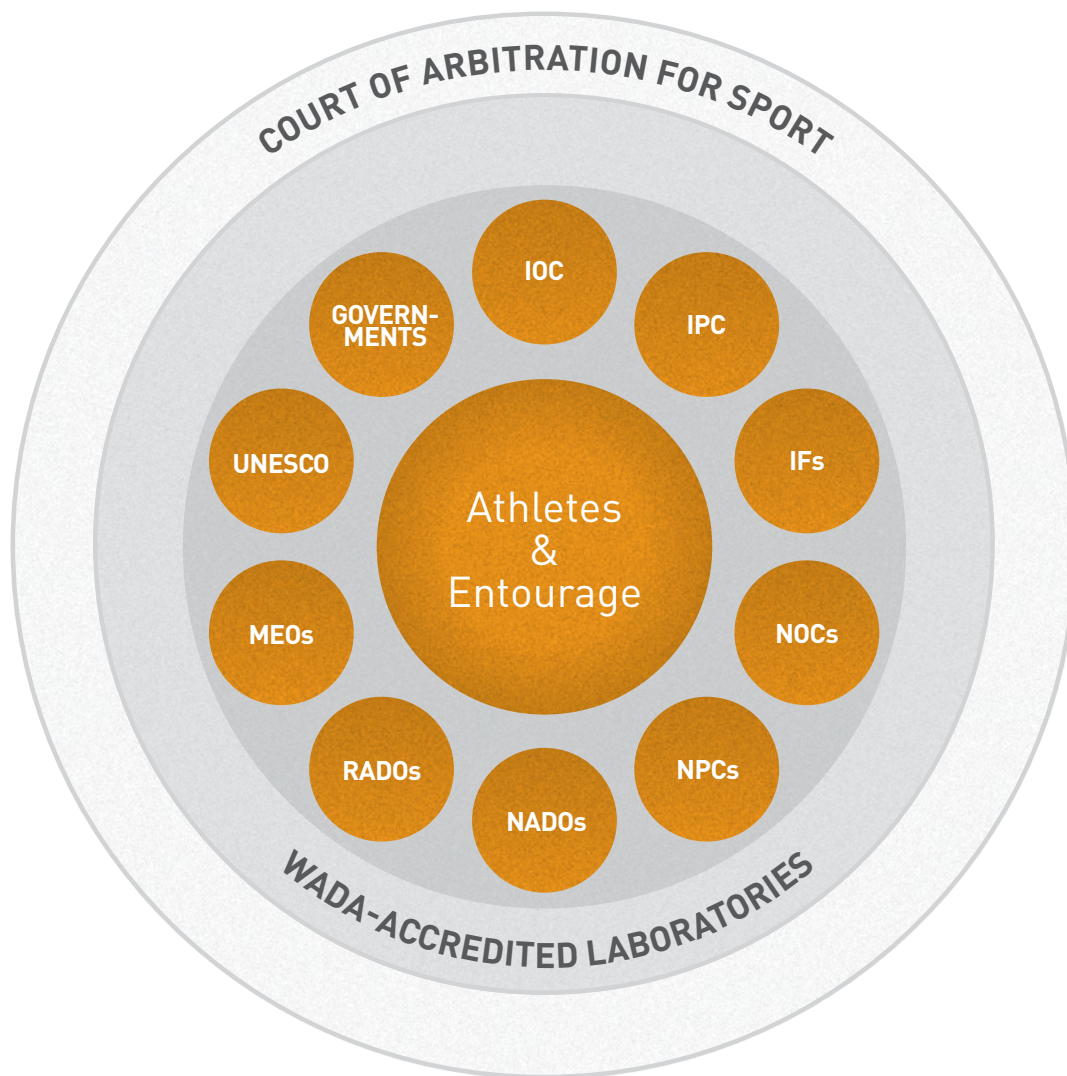 COURT OF ARBITRATION FOR SPORT
IOC
GOVERN-
MENTS
IPC
UNESCO
IFs
Athletes
&
Entourage
MEOs
NOCs
RADOs
NPCs
NADOs
WADA-ACCREDITED LABORATORIES